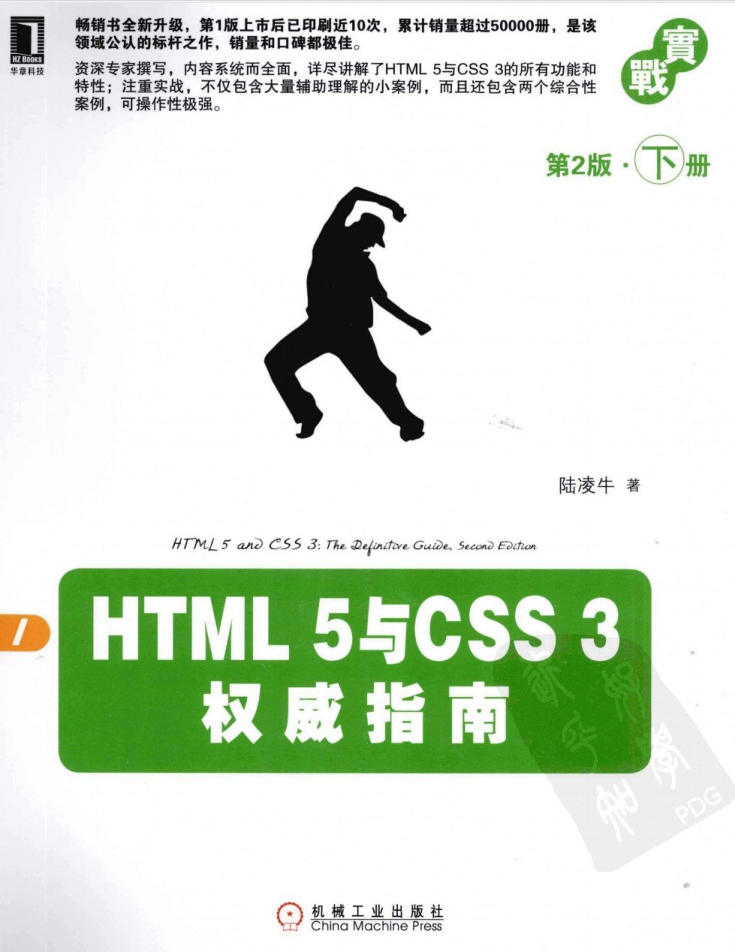 畅销书全新升级，第1版上市后已印刷近10次，累计销量超过50000册，是该
领域公认的标杆之作，销量和口碑都极佳。
HZ Books
华章科技
资深专家撰写，内容系统而全面，详尽讲解了HTML 5与CSS 3的所有功能和
特性；注重实战，不仅包含大量辅助理解的小案例，而且还包含两个综合性
案例，可操作性极强。
實
戰
第2版·下册
陆凌牛 著
HTML 5 and CSS 3: The Definitive Guide, Second Edition
HTML 5与CSS 3
权威指南
PDG
机械工业出版社
China Machine Press